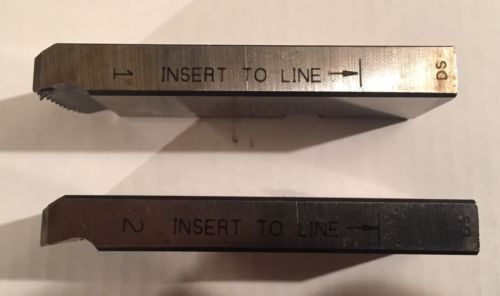 1 INSERT TO LINE → DS
2 INSERT TO LINE → DS